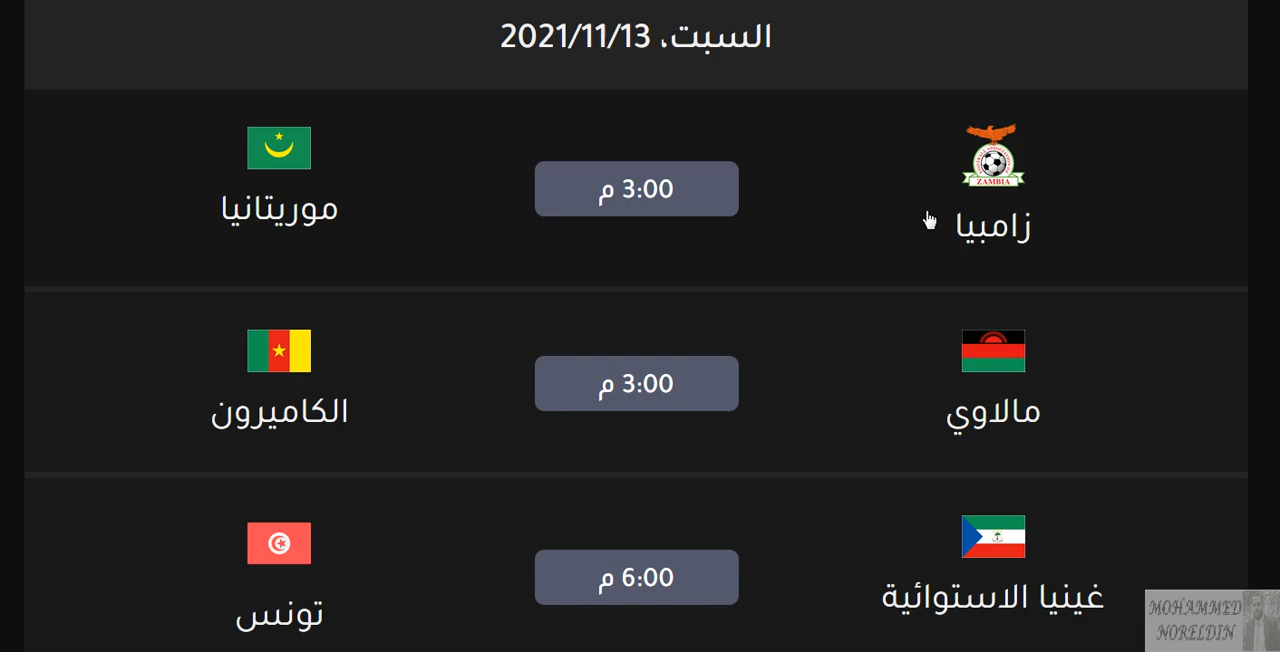 السبت، 2021/11/13
زامبيا
3:00 م
موريتانيا
ZAMBIA
مالاوي
3:00 م
الكاميرون
غينيا الاستوائية
6:00 م
تونس
MOHAMMED
NORELDIN